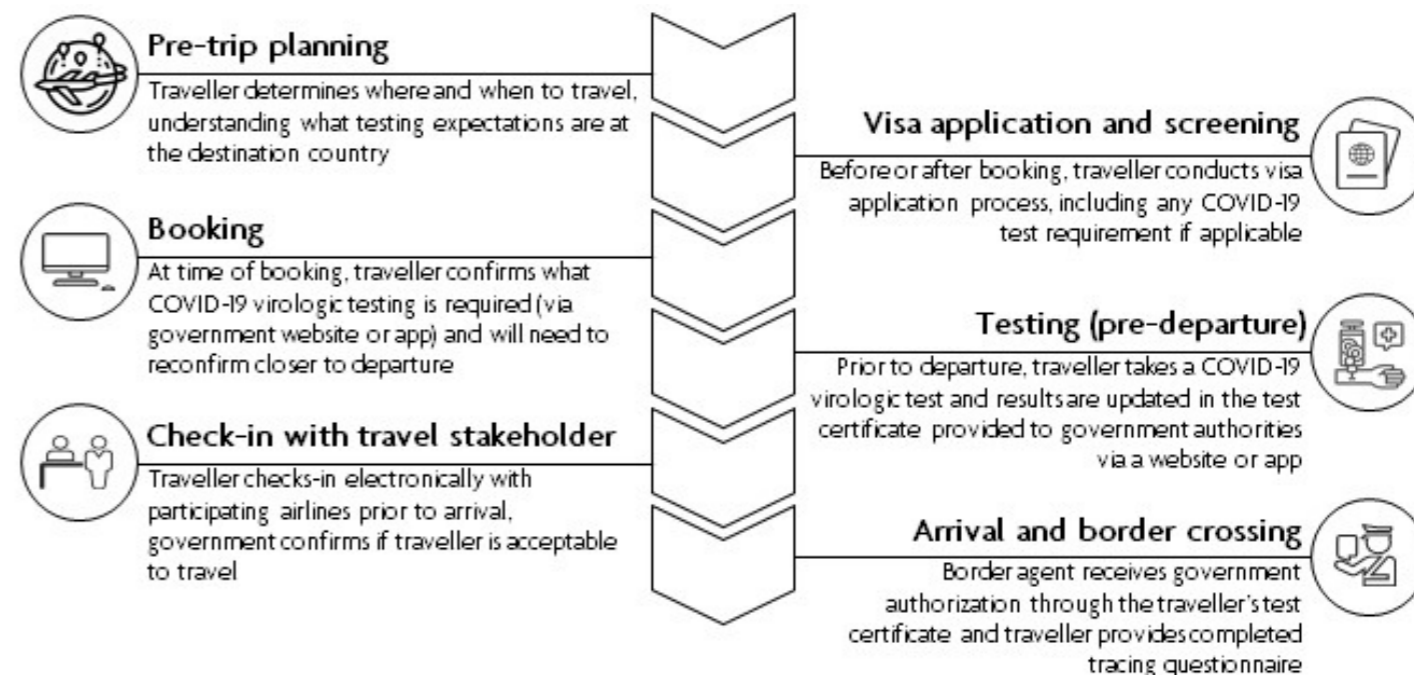 Pre-trip planning
Traveller determines where and when to travel,
understanding what testing expectations are at
the destination country
Visa application and screening
Before or after booking, traveller conducts visa
application process, including any COVID-19
test requirement if applicable
Booking
At time of booking, traveller confirms what
COVID-19 virologic testing is required (via
government website or app) and will need to
reconfirm closer to departure
Testing (pre-departure)
Prior to departure, traveller takes a COVID-19
virologic test and results are updated in the test
certificate provided to government authorities
via a website or app
Check-in with travel stakeholder
Traveller checks-in electronically with
participating airlines prior to arrival,
government confirms if traveller is acceptable
to travel
Arrival and border crossing
Border agent receives government
authorization through the traveller's test
certificate and traveller provides completed
tracing questionnaire